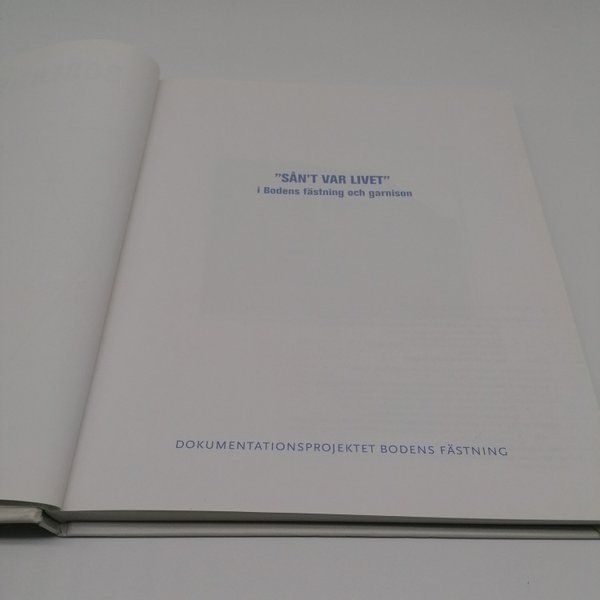 "SÅN'T VAR LIVET"
i Bodens fästning och garnison
DOKUMENTATIONSPROJEKTET BODENS FÄSTNING